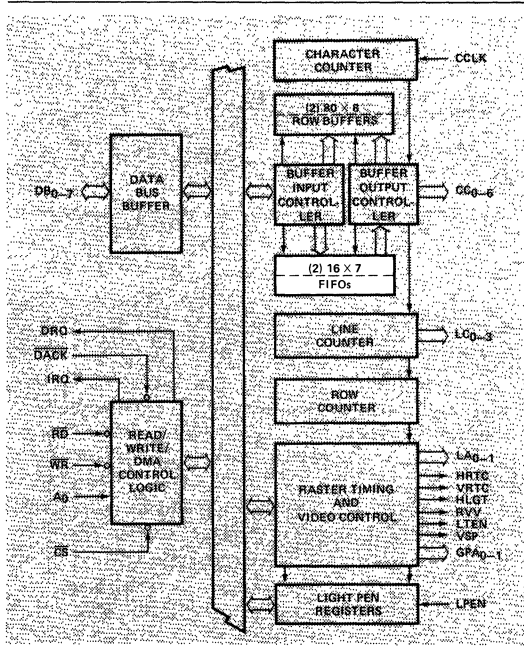 CHARACTER
COUNTER
CCLK
(2) 80 X 8
ROW BUFFERS
DATA
BUS
BUFFER
DB0–7
BUFFER
INPUT
CONTROL-
LER
BUFFER
OUTPUT
CONTROL-
LER
CC0–6
(2) 16 X 7
FIFOs
LINE
COUNTER
LC0–3
ROW
COUNTER
DRQ
DACK
IRQ
RD
WR
A0
CS
READ/
WRITE/
DMA
CONTROL
LOGIC
RASTER TIMING
AND
VIDEO CONTROL
LA0–1
HRTC
VRTC
HLGT
RVV
LTEN
VSP
GPA0–1
LIGHT PEN
REGISTERS
LPEN